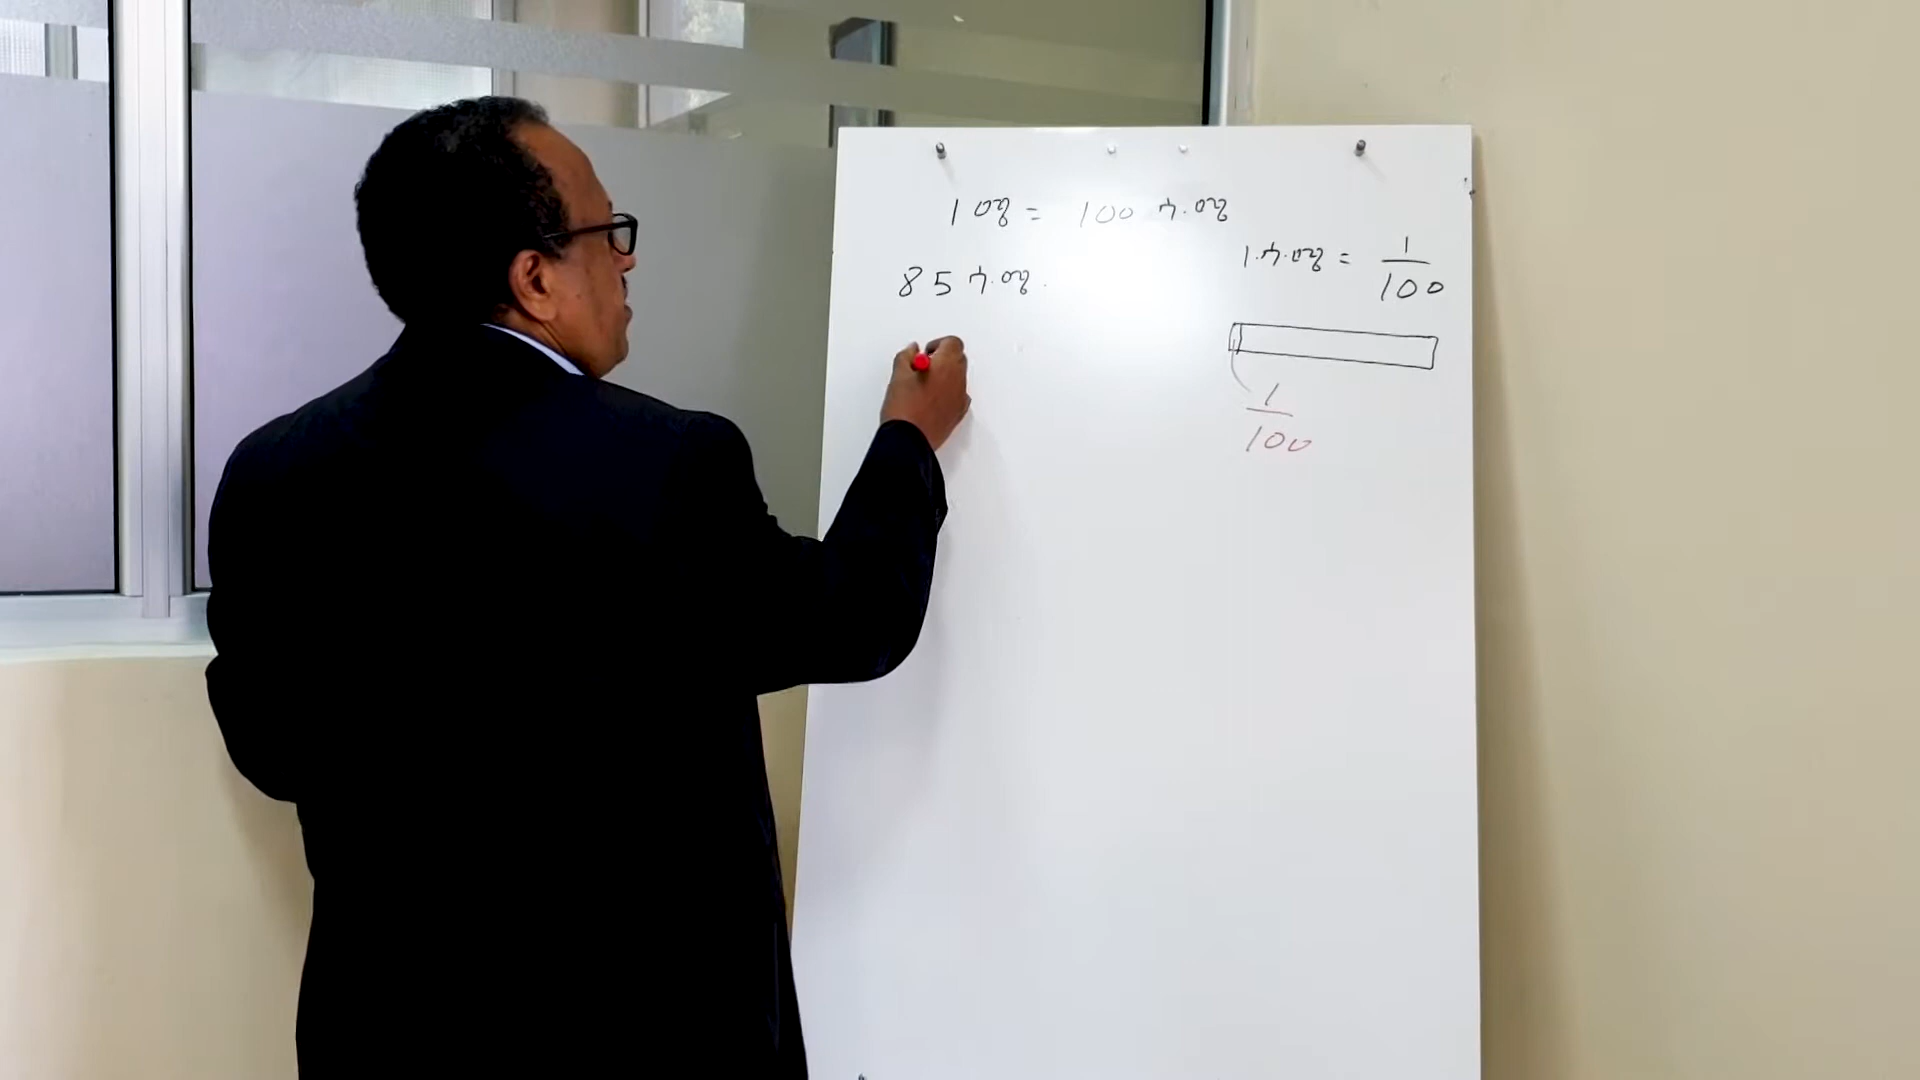 1 ሜ = 100 ሳ.ሜ
1.ሳ.ሜ = 1/100
85 ሳ.ሜ.
1/100